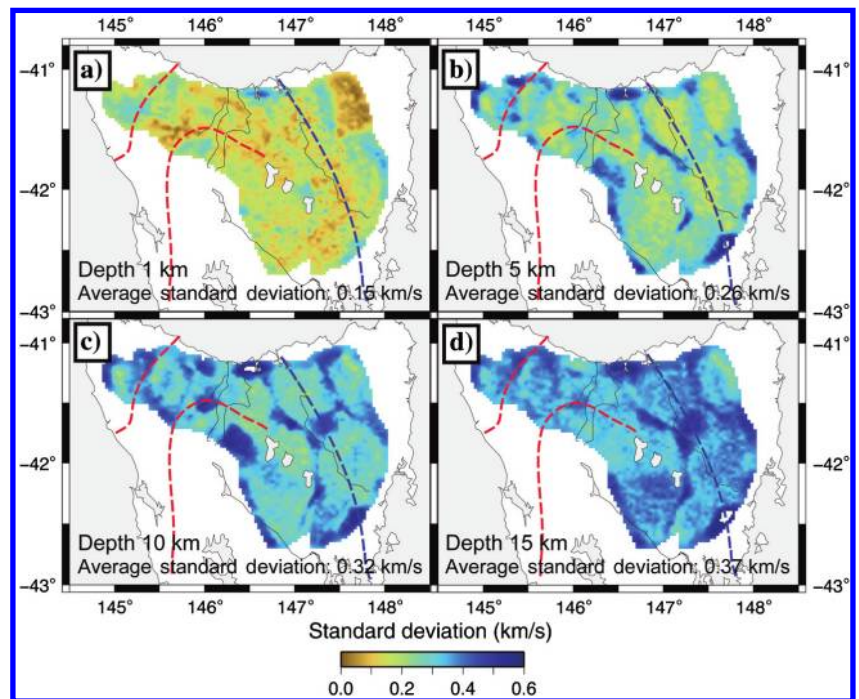 145° 146° 147° 148° 145° 146° 147° 148°
a) b)
−41° −41°
−42° −42°
Depth 1 km Depth 5 km
Average standard deviation: 0.15 km/s Average standard deviation: 0.26 km/s
−43° −43°
c) d)
−41° −41°
−42° −42°
Depth 10 km Depth 15 km
Average standard deviation: 0.32 km/s Average standard deviation: 0.37 km/s
−43° −43°
145° 146° 147° 148° 145° 146° 147° 148°
Standard deviation (km/s)
0.0 0.2 0.4 0.6